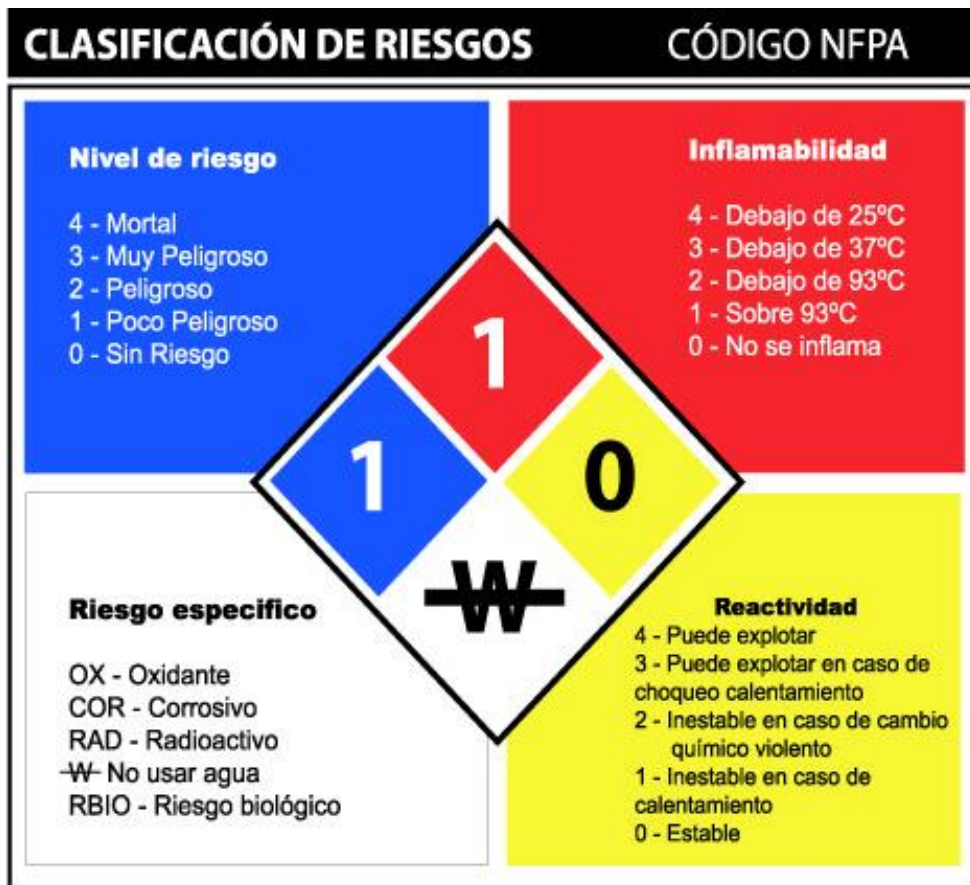 CLASIFICACIÓN DE RIESGOS CÓDIGO NFPA
Nivel de riesgo
4 - Mortal
3 - Muy Peligroso
2 - Peligroso
1 - Poco Peligroso
0 - Sin Riesgo
Inflamabilidad
4 - Debajo de 25ºC
3 - Debajo de 37ºC
2 - Debajo de 93ºC
1 - Sobre 93ºC
0 - No se inflama
1
1
0
W
Riesgo especifico
OX - Oxidante
COR - Corrosivo
RAD - Radioactivo
W No usar agua
RBIO - Riesgo biológico
Reactividad
4 - Puede explotar
3 - Puede explotar en caso de
choqueo calentamiento
2 - Inestable en caso de cambio
químico violento
1 - Inestable en caso de
calentamiento
0 - Estable